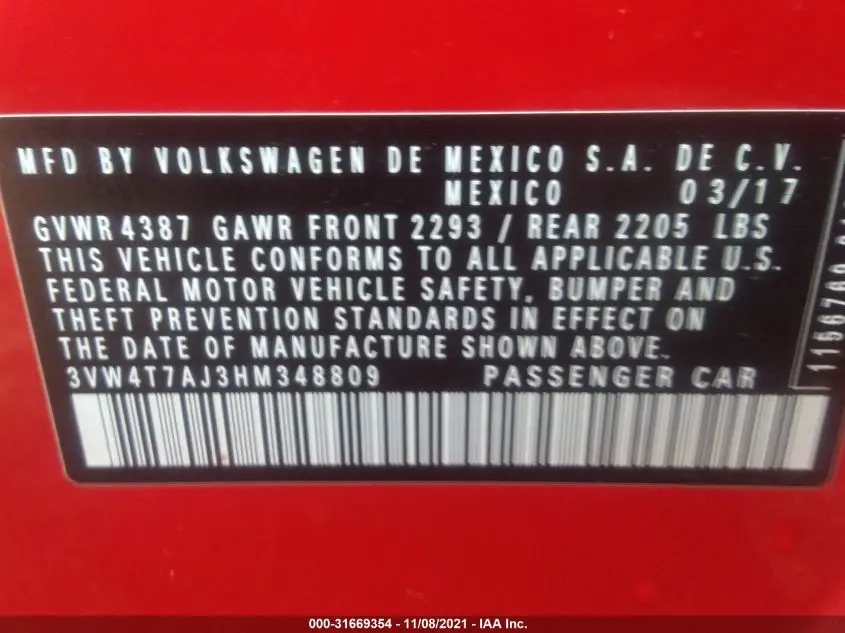 MFD BY VOLKSWAGEN DE MEXICO S.A. DE C.V.
MEXICO 03/17
GVWR 4387 GAWR FRONT 2293 / REAR 2205 LBS
THIS VEHICLE CONFORMS TO ALL APPLICABLE U.S.
FEDERAL MOTOR VEHICLE SAFETY, BUMPER AND
THEFT PREVENTION STANDARDS IN EFFECT ON
THE DATE OF MANUFACTURE SHOWN ABOVE.
3VW4T7AJ3HM348809 PASSENGER CAR
000-31669354 - 11/08/2021 - IAA Inc.